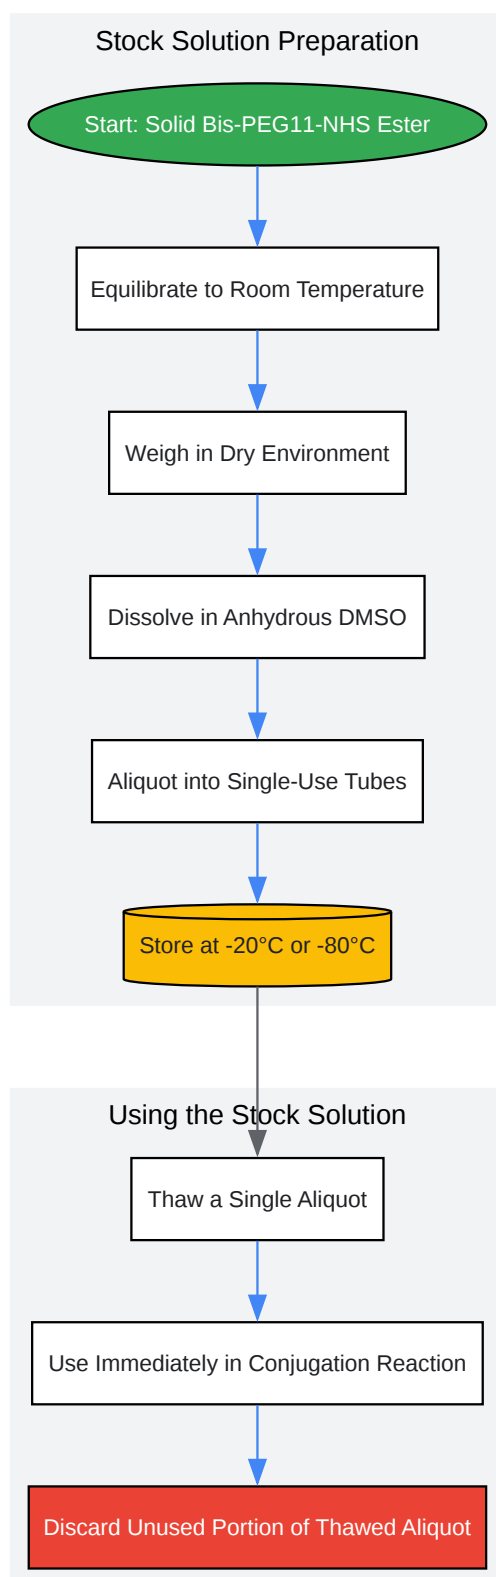 Stock Solution Preparation
Start: Solid Bis-PEG11-NHS Ester
Equilibrate to Room Temperature
Weigh in Dry Environment
Dissolve in Anhydrous DMSO
Aliquot into Single-Use Tubes
Store at -20°C or -80°C
Using the Stock Solution
Thaw a Single Aliquot
Use Immediately in Conjugation Reaction
Discard Unused Portion of Thawed Aliquot